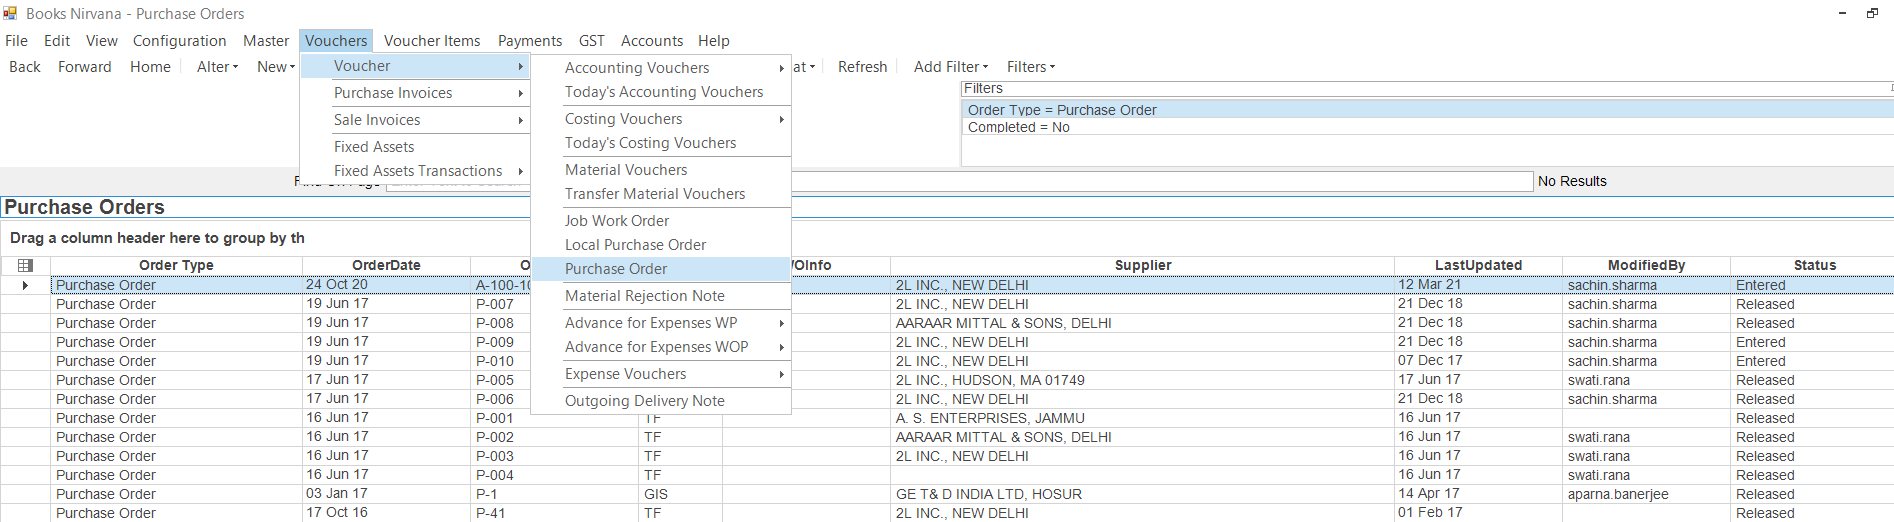 Books Nirvana - Purchase Orders
File Edit View Configuration Master Vouchers Voucher Items Payments GST Accounts Help
Back Forward Home Alter New Refresh Add Filter Filters
Voucher
Purchase Invoices
Sale Invoices
Fixed Assets
Fixed Assets Transactions
Accounting Vouchers
Today's Accounting Vouchers
Costing Vouchers
Today's Costing Vouchers
Material Vouchers
Transfer Material Vouchers
Job Work Order
Local Purchase Order
Purchase Order
Material Rejection Note
Advance for Expenses WP
Advance for Expenses WOP
Expense Vouchers
Outgoing Delivery Note
Filters
Order Type = Purchase Order
Completed = No
No Results
Purchase Orders
Drag a column header here to group by th
Order Type OrderDate Supplier LastUpdated ModifiedBy Status
Purchase Order 24 Oct 20 A-100-10 2L INC., NEW DELHI 12 Mar 21 sachin.sharma Entered
Purchase Order 19 Jun 17 P-007 2L INC., NEW DELHI 21 Dec 18 sachin.sharma Released
Purchase Order 19 Jun 17 P-008 AARAAR MITTAL & SONS, DELHI 21 Dec 18 sachin.sharma Released
Purchase Order 19 Jun 17 P-009 2L INC., NEW DELHI 21 Dec 18 sachin.sharma Entered
Purchase Order 19 Jun 17 P-010 2L INC., NEW DELHI 07 Dec 17 sachin.sharma Entered
Purchase Order 17 Jun 17 P-005 2L INC., HUDSON, MA 01749 17 Jun 17 swati.rana Released
Purchase Order 17 Jun 17 P-006 2L INC., NEW DELHI 21 Dec 18 sachin.sharma Released
Purchase Order 16 Jun 17 P-001 TF A. S. ENTERPRISES, JAMMU 16 Jun 17 Released
Purchase Order 16 Jun 17 P-002 TF AARAAR MITTAL & SONS, DELHI 16 Jun 17 swati.rana Released
Purchase Order 16 Jun 17 P-003 TF 2L INC., NEW DELHI 16 Jun 17 swati.rana Released
Purchase Order 16 Jun 17 P-004 TF 16 Jun 17 swati.rana Released
Purchase Order 03 Jan 17 P-1 GIS GE T& D INDIA LTD, HOSUR 14 Apr 17 aparna.banerjee Released
Purchase Order 17 Oct 16 P-41 TF 2L INC., NEW DELHI 01 Feb 17 Released